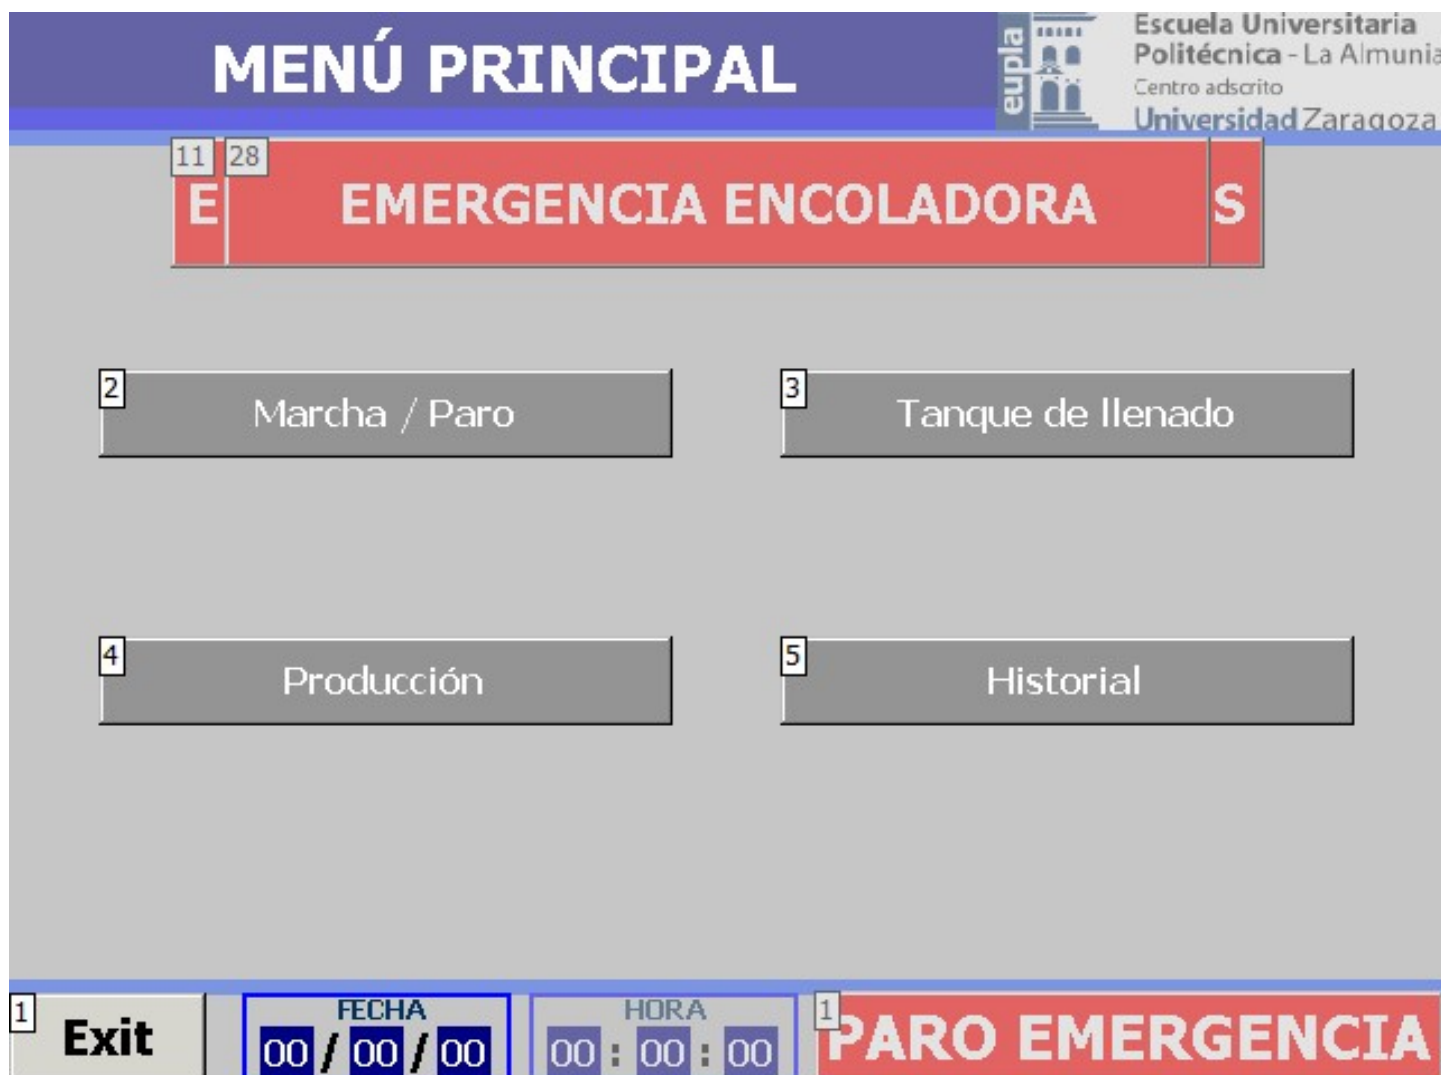 MENÚ PRINCIPAL
eupla
Escuela Universitaria
Politécnica - La Almunia
Centro adscrito
Universidad Zaragoza
11 28
E EMERGENCIA ENCOLADORA S
2 Marcha / Paro
3 Tanque de llenado
4 Producción
5 Historial
1 Exit
FECHA
00 / 00 / 00
HORA
00 : 00 : 00
1 PARO EMERGENCIA